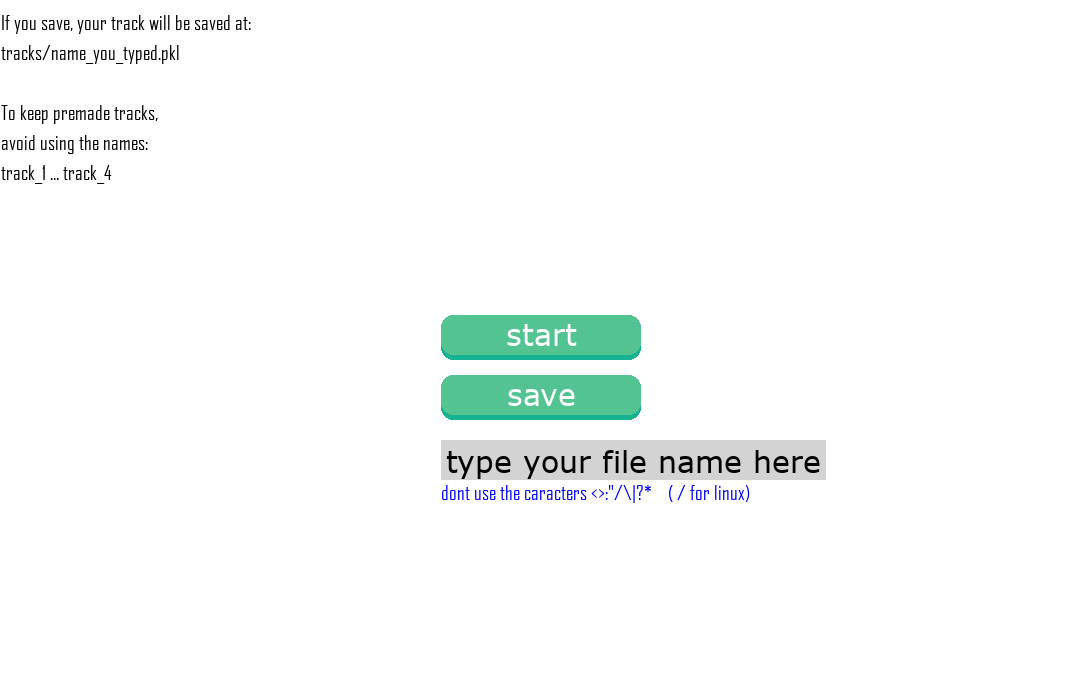 If you save, your track will be saved at:
tracks/name_you_typed.pkl
To keep premade tracks,
avoid using the names:
track_1 ... track_4
start
save
type your file name here
dont use the caracters <>:"/\|?* ( / for linux)